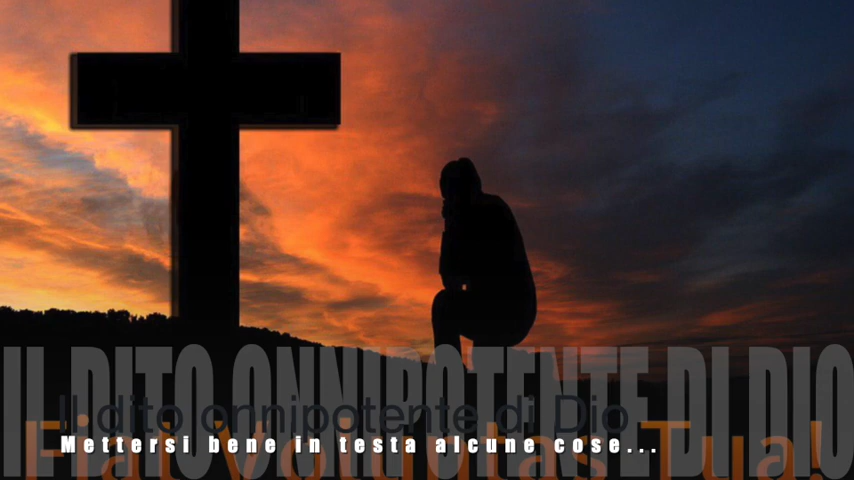 IL DITO ONNIPOTENTE DI DIO
Il dito onnipotente di Dio
Fiat Voluntas Tua!
Mettersi bene in testa alcune cose...